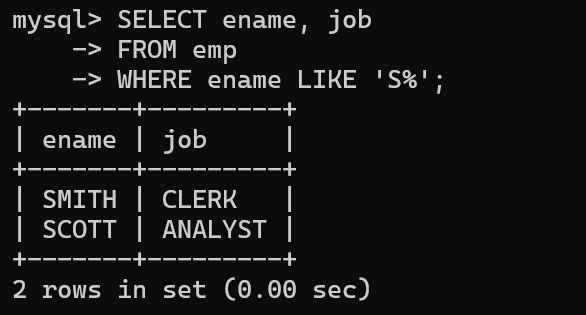 mysql> SELECT ename, job
    -> FROM emp
    -> WHERE ename LIKE 'S%';
+-------+---------+
| ename | job     |
+-------+---------+
| SMITH | CLERK   |
| SCOTT | ANALYST |
+-------+---------+
2 rows in set (0.00 sec)